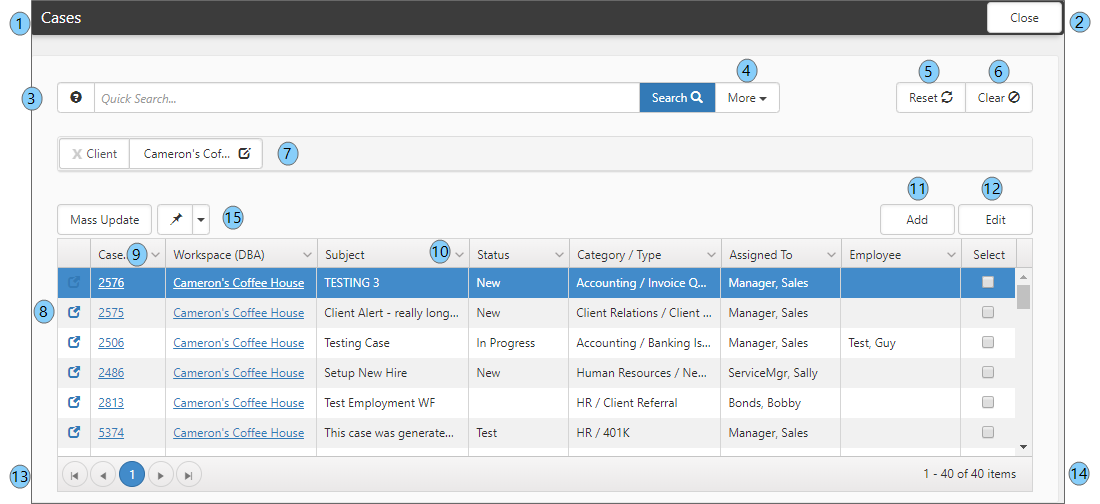 1 Cases Close 2
3 Quick Search... Search More 4 Reset 5 Clear 6
X Client Cameron's Cof... 7
Mass Update 15 Add 11 Edit 12
Case. 9 Workspace (DBA) Subject 10 Status Category / Type Assigned To Employee Select
2576 Cameron's Coffee House TESTING 3 New Accounting / Invoice Q... Manager, Sales
8 2575 Cameron's Coffee House Client Alert - really long... New Client Relations / Client ... Manager, Sales
2506 Cameron's Coffee House Testing Case In Progress Accounting / Banking Is... Manager, Sales Test, Guy
2486 Cameron's Coffee House Setup New Hire New Human Resources / Ne... ServiceMgr, Sally
2813 Cameron's Coffee House Test Employment WF HR / Client Referral Bonds, Bobby
5374 Cameron's Coffee House This case was generate... Test HR / 401K Manager, Sales
13 1 1 - 40 of 40 items 14